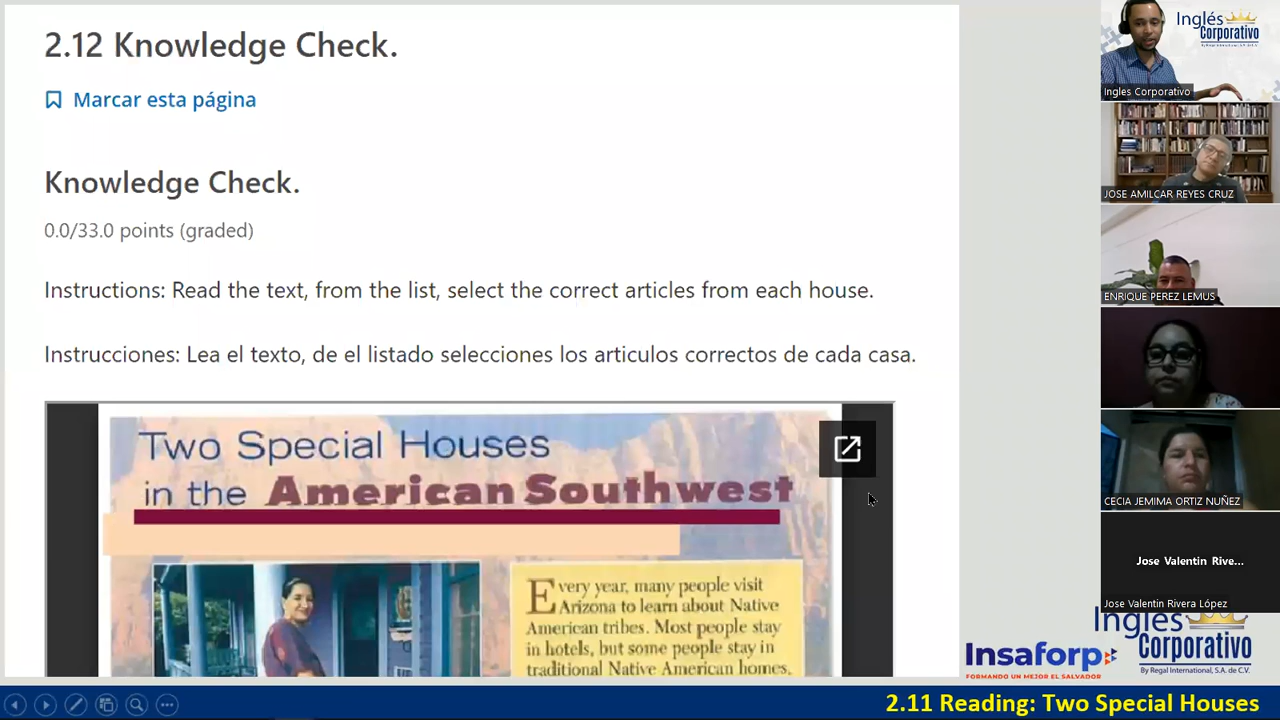 2.12 Knowledge Check.
Marcar esta página
Knowledge Check.
0.0/33.0 points (graded)
Instructions: Read the text, from the list, select the correct articles from each house.
Instrucciones: Lea el texto, de el listado selecciones los articulos correctos de cada casa.
Two Special Houses
in the American Southwest
Every year, many people visit
Arizona to learn about Native
American tribes. Most people stay
in hotels, but some people stay in
traditional Native American homes,
Inglés
Corporativo
By Regal International, S.A. de C.V.
Ingles Corporativo
JOSE AMILCAR REYES CRUZ
ENRIQUE PEREZ LEMUS
CECIA JEMIMA ORTIZ NUÑEZ
Jose Valentin Rive...
Jose Valentin Rivera López
Insaforp
FORMANDO UN MEJOR EL SALVADOR
Inglés
Corporativo
By Regal International, S.A. de C.V.
2.11 Reading: Two Special Houses